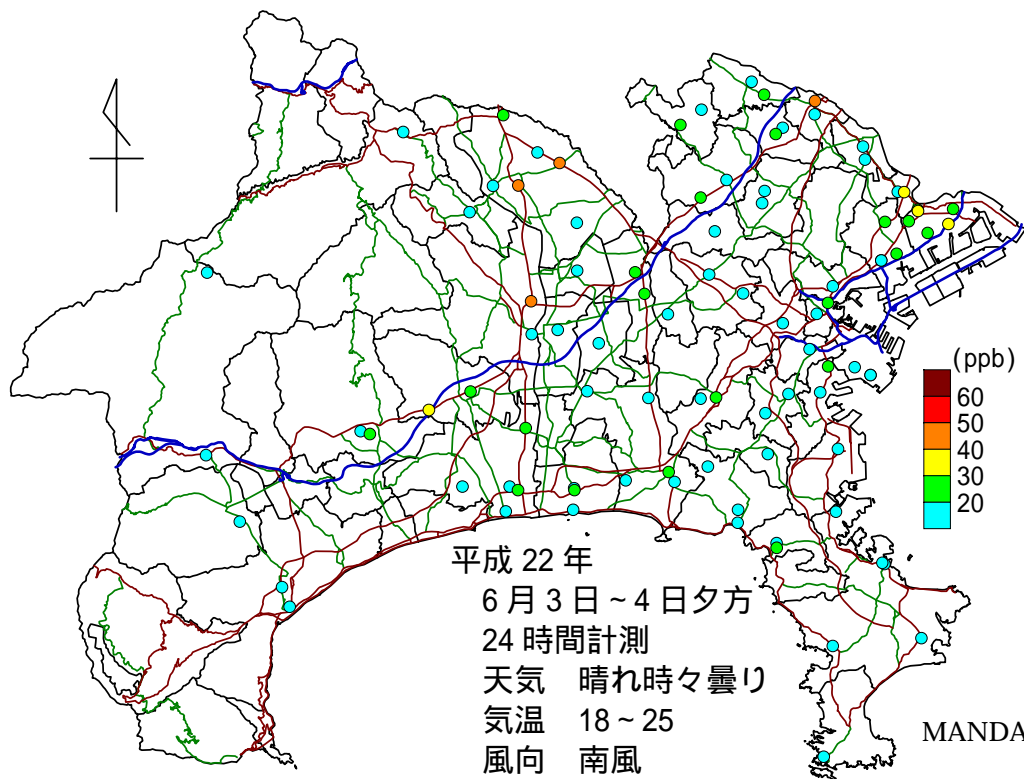 (ppb)
60
50
40
30
20
平成 22 年
6 月 3 日 ~ 4 日夕方
24 時間計測
天気　晴れ時々曇り
気温　18 ~ 25
風向　南風
MANDA